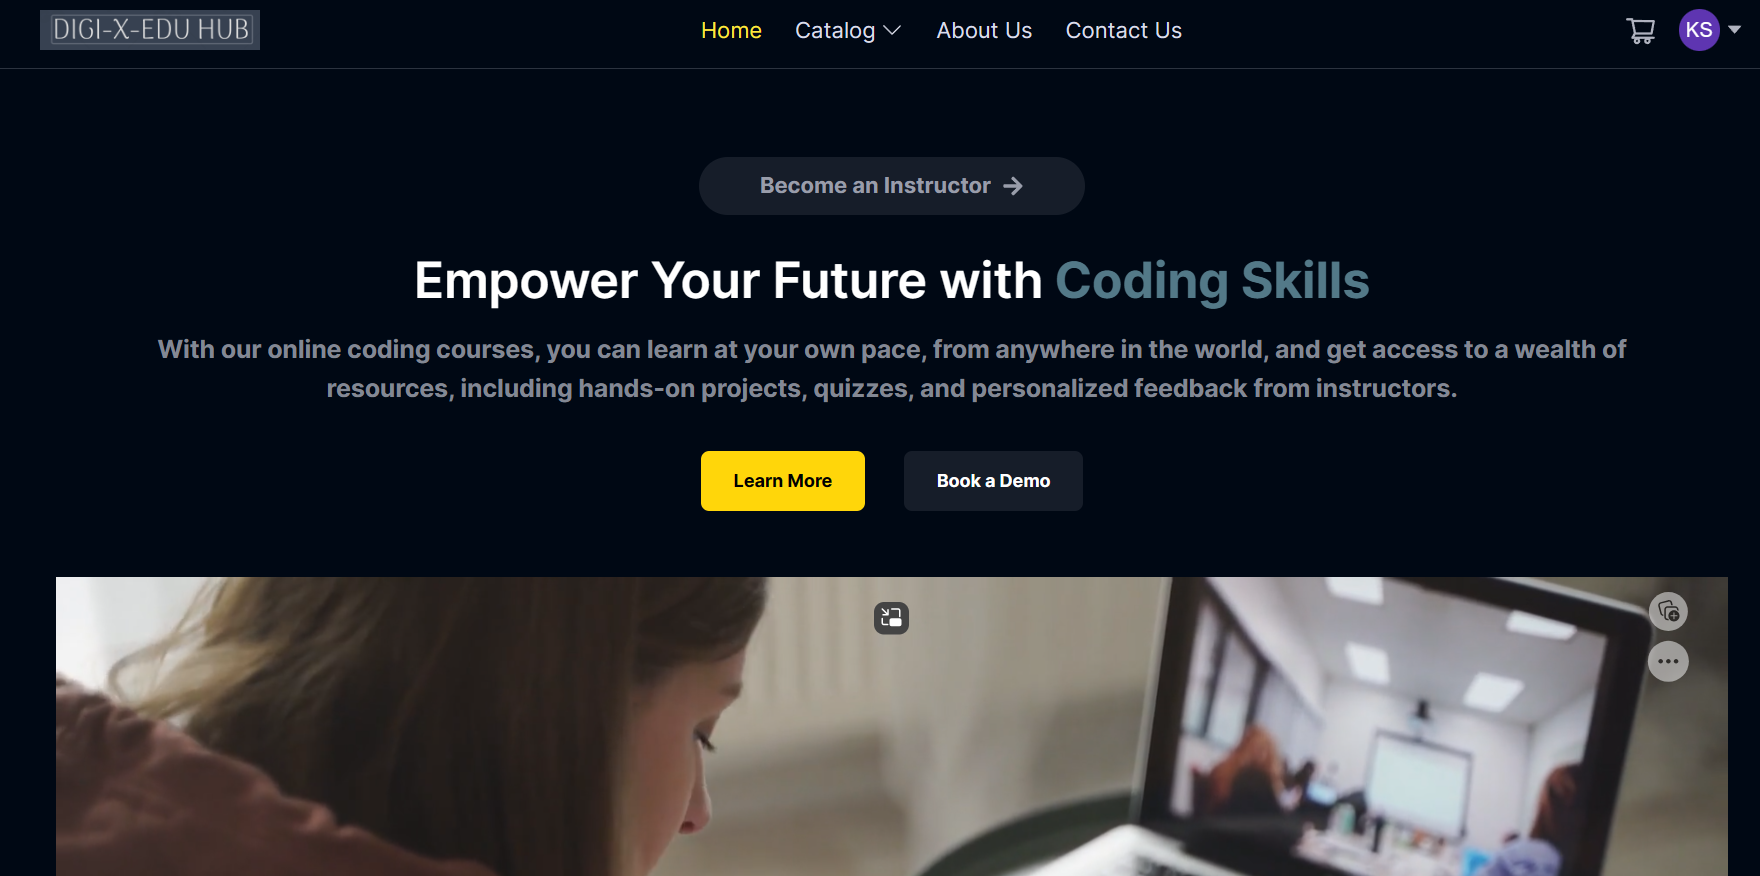 DIGI-X-EDU HUB
Home Catalog About Us Contact Us
KS
Become an Instructor →
Empower Your Future with Coding Skills
With our online coding courses, you can learn at your own pace, from anywhere in the world, and get access to a wealth of
resources, including hands-on projects, quizzes, and personalized feedback from instructors.
Learn More Book a Demo